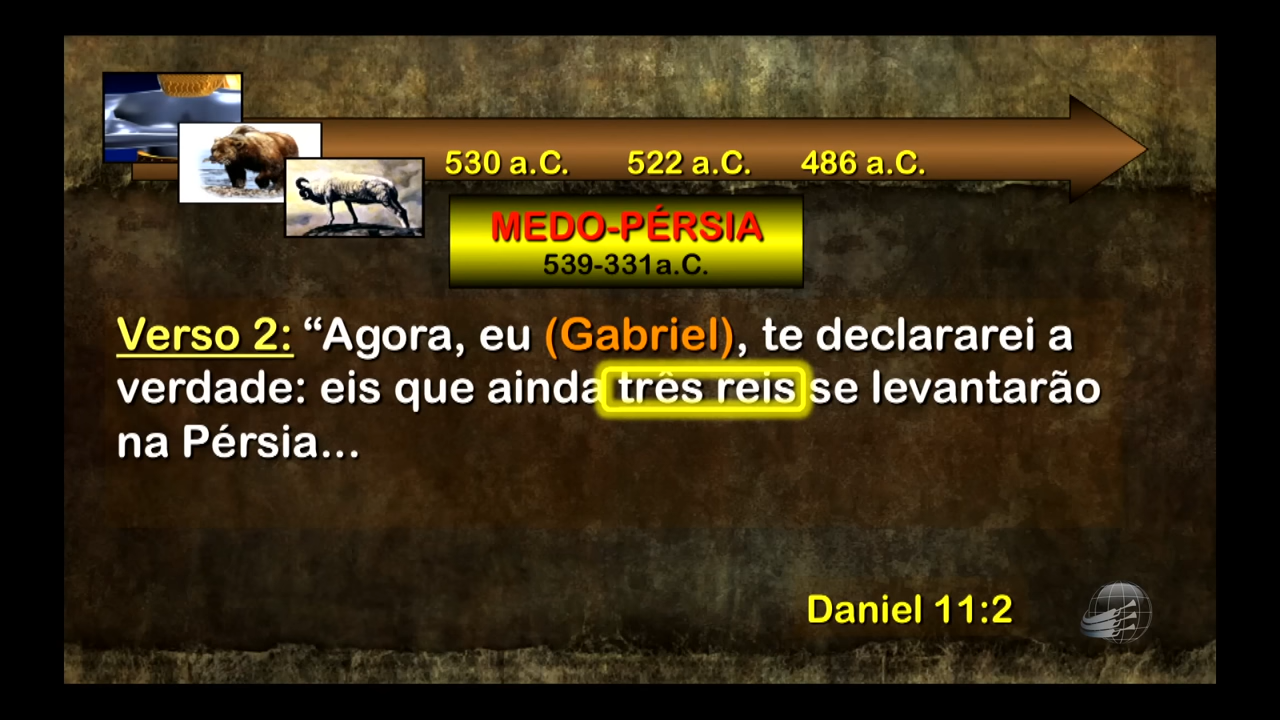 530 a.C. 522 a.C. 486 a.C.
MEDO-PÉRSIA
539-331a.C.
Verso 2: “Agora, eu (Gabriel), te declararei a
verdade: eis que ainda três reis se levantarão
na Pérsia...
Daniel 11:2